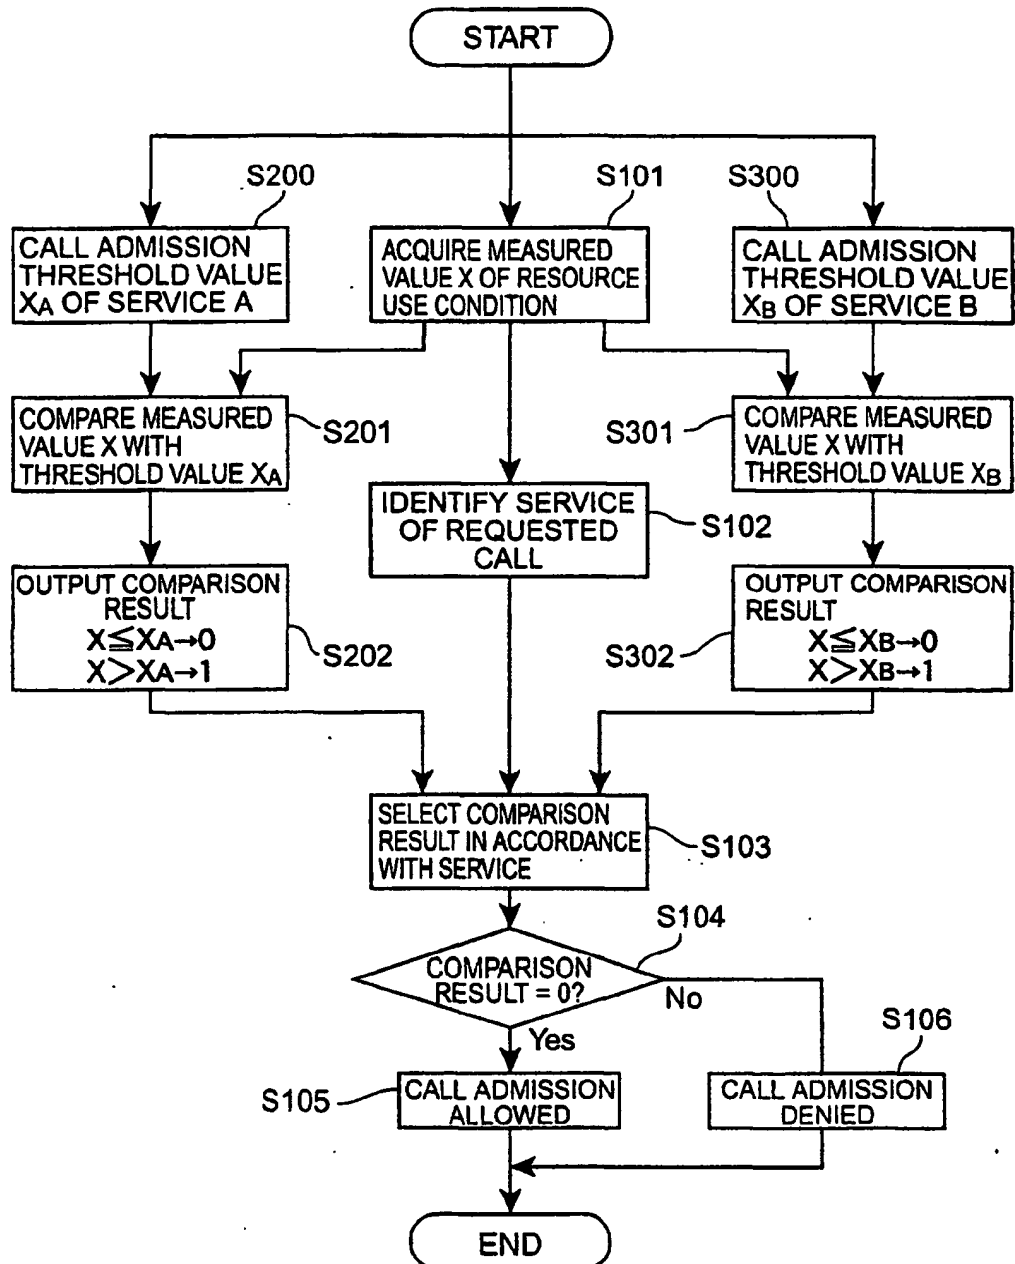 START
S200
S101
S300
CALL ADMISSION
THRESHOLD VALUE
XA OF SERVICE A
ACQUIRE MEASURED
VALUE X OF RESOURCE
USE CONDITION
CALL ADMISSION
THRESHOLD VALUE
XB OF SERVICE B
COMPARE MEASURED
VALUE X WITH
THRESHOLD VALUE XA
S201
S301
COMPARE MEASURED
VALUE X WITH
THRESHOLD VALUE XB
IDENTIFY SERVICE
OF REQUESTED
CALL
S102
OUTPUT COMPARISON
RESULT
X≦XA→0
X>XA→1
S202
S302
OUTPUT COMPARISON
RESULT
X≦XB→0
X>XB→1
SELECT COMPARISON
RESULT IN ACCORDANCE
WITH SERVICE
S103
S104
COMPARISON
RESULT = 0?
No
Yes
S106
S105
CALL ADMISSION
ALLOWED
CALL ADMISSION
DENIED
END